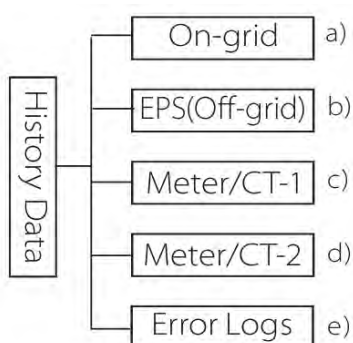 History Data
On-grid a)
EPS(Off-grid) b)
Meter/CT-1 c)
Meter/CT-2 d)
Error Logs e)